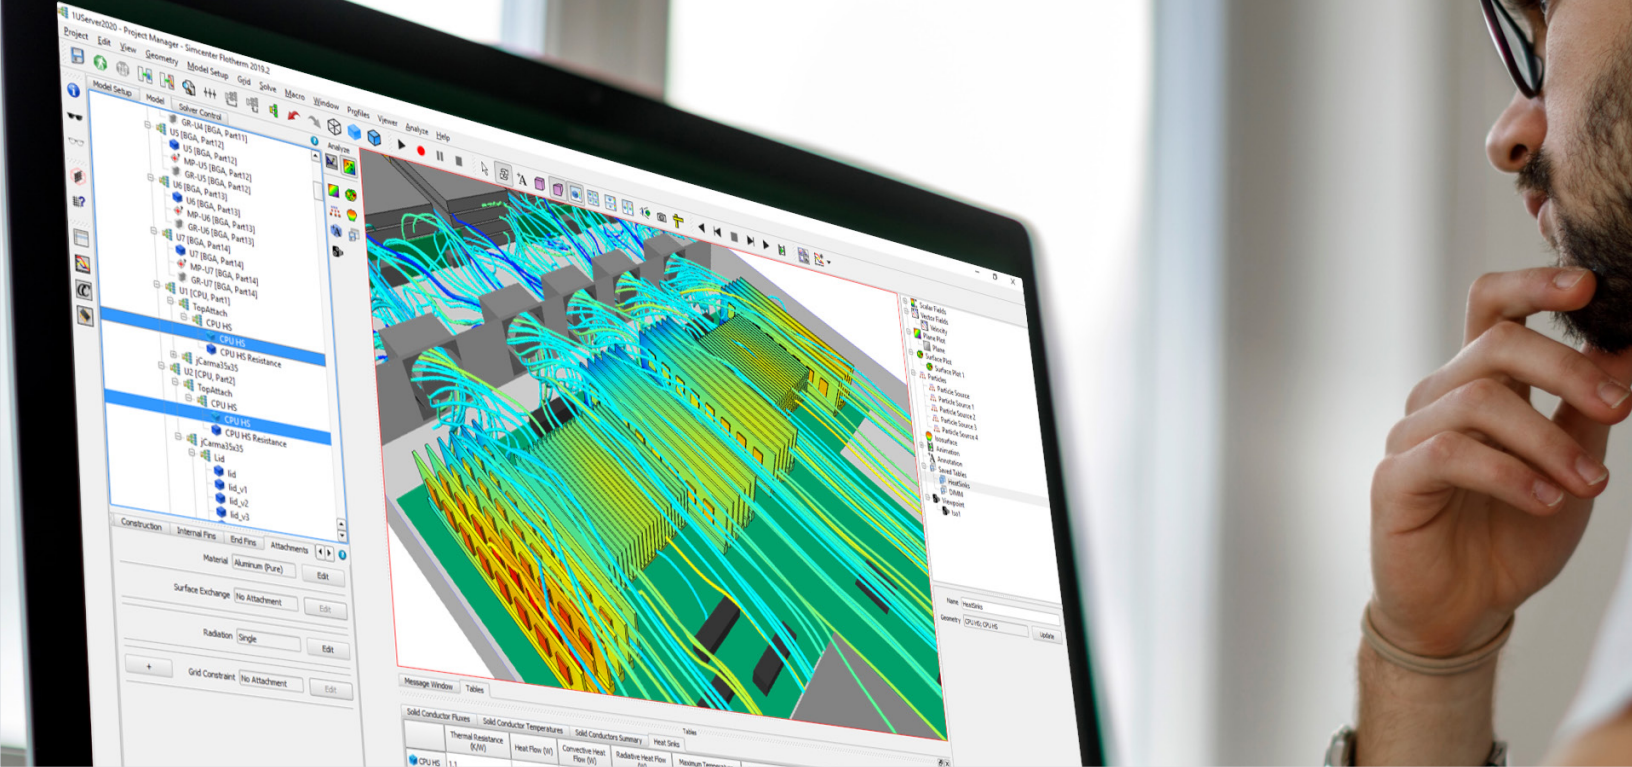 1UServer2020 - Project Manager - Simcenter Flotherm 2019.2
Project Edit View Geometry Model Setup Grid Solve Macro Window Profiles Viewer Analyze Help
Model Setup Model Solver Control
GR-U4 [BGA, Part11]
U5 [BGA, Part12]
U5 [BGA, Part12]
MP-U5 [BGA, Part12]
GR-U5 [BGA, Part12]
U6 [BGA, Part13]
U6 [BGA, Part13]
MP-U6 [BGA, Part13]
GR-U6 [BGA, Part13]
U7 [BGA, Part14]
U7 [BGA, Part14]
MP-U7 [BGA, Part14]
GR-U7 [BGA, Part14]
U1 [CPU, Part1]
TopAttach
CPU HS
CPU HS
CPU HS Resistance
jCarma35x35
U2 [CPU, Part2]
TopAttach
CPU HS
CPU HS
CPU HS Resistance
jCarma35x35
Lid
lid
lid_v1
lid_v2
lid_v3
Construction Internal Fins End Fins Attachments
Material Aluminum (Pure) Edit
Surface Exchange No Attachment Edit
Radiation Single Edit
+ Grid Constraint No Attachment Edit
Analyze
Scalar Fields
Vector Fields
Velocity
Plane Plot
Plane
Surface Plot
Surface Plot 1
Particles
Particle Source
Particle Source 1
Particle Source 2
Particle Source 3
Particle Source 4
Isosurface
Animation
Annotation
Saved Tables
HeatSinks
DIMM
Viewpoint
Iso1
Name HeatSinks
Geometry CPU HS; CPU HS Update
Message Window Tables
Tables
Solid Conductor Fluxes Solid Conductor Temperatures Solid Conductors Summary Heat Sinks
Thermal Resistance (K/W) Heat Flow (W) Convective Heat Flow (W) Radiative Heat Flow
CPU HS 1.1